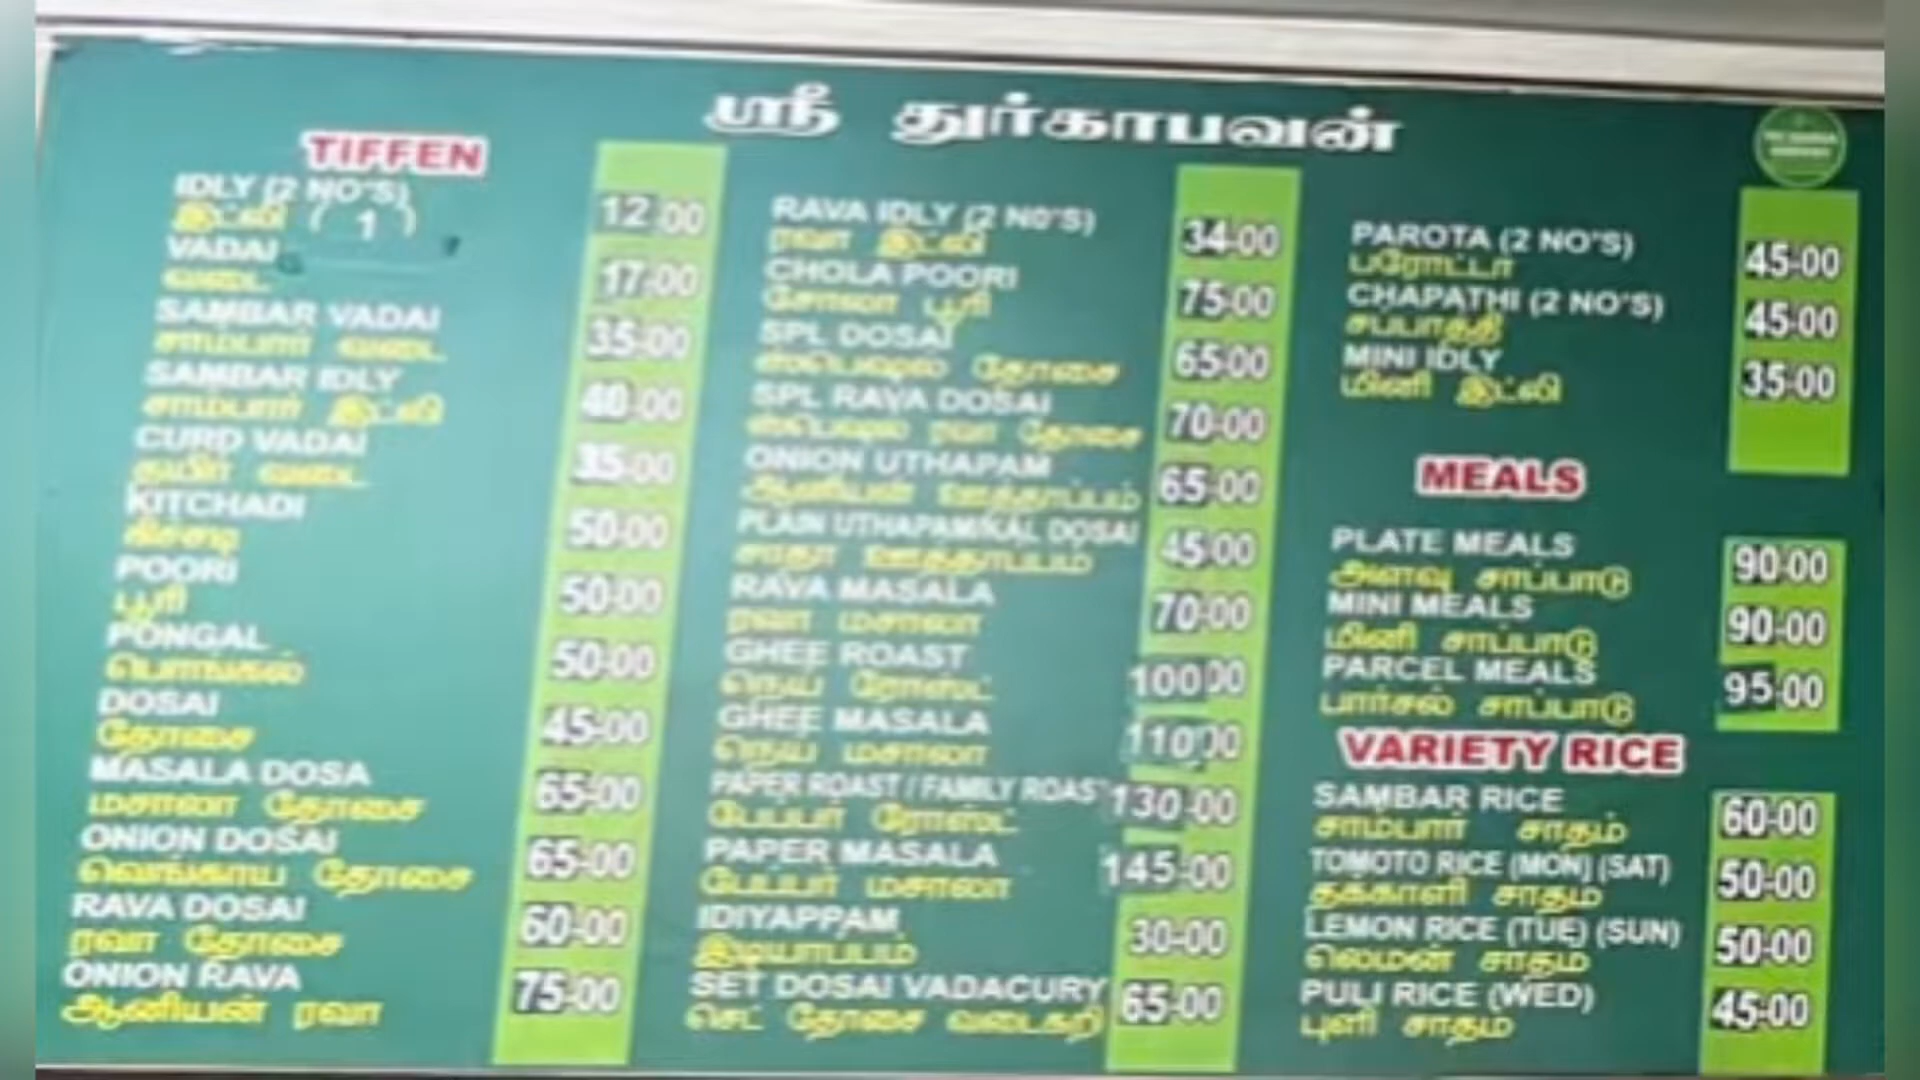 ஸ்ரீ துர்காபவன்
TIFFEN
IDLY (2 NO'S) 12.00
இட்லி ( 1 )
VADAI 17-00
வடை
SAMBAR VADAI 35-00
சாம்பார் வடை
SAMBAR IDLY 40-00
சாம்பார் இட்லி
CURD VADAI 35-00
தயிர் வடை
KITCHADI 50-00
கிச்சடி
POORI 50-00
பூரி
PONGAL 50-00
பொங்கல்
DOSAI 45-00
தோசை
MASALA DOSA 65-00
மசாலா தோசை
ONION DOSAI 65-00
வெங்காய தோசை
RAVA DOSAI 60-00
ரவா தோசை
ONION RAVA 75-00
ஆனியன் ரவா
RAVA IDLY (2 NO'S) 34-00
ரவா இட்லி
CHOLA POORI 75-00
சோலா பூரி
SPL DOSAI 65-00
ஸ்பெஷல் தோசை
SPL RAVA DOSAI 70-00
ஸ்பெஷல் ரவா தோசை
ONION UTHAPAM 65-00
ஆனியன் ஊத்தாப்பம்
PLAIN UTHAPAM/KAL DOSAI 45-00
சாதா ஊத்தாப்பம்
RAVA MASALA 70-00
ரவா மசாலா
GHEE ROAST 10000
நெய் ரோஸ்ட்
GHEE MASALA 11000
நெய் மசாலா
PAPER ROAST / FAMILY ROAST 130-00
பேப்பர் ரோஸ்ட்
PAPER MASALA 145-00
பேப்பர் மசாலா
IDIYAPPAM 30-00
இடியாப்பம்
SET DOSAI VADACURY 65-00
செட் தோசை வடைகறி
PAROTA (2 NO'S) 45-00
பரோட்டா
CHAPATHI (2 NO'S) 45-00
சப்பாத்தி
MINI IDLY 35-00
மினி இட்லி
MEALS
PLATE MEALS 90-00
அளவு சாப்பாடு
MINI MEALS 90-00
மினி சாப்பாடு
PARCEL MEALS 95-00
பார்சல் சாப்பாடு
VARIETY RICE
SAMBAR RICE 60-00
சாம்பார் சாதம்
TOMOTO RICE (MON) (SAT) 50-00
தக்காளி சாதம்
LEMON RICE (TUE) (SUN) 50-00
லெமன் சாதம்
PULI RICE (WED) 45-00
புளி சாதம்